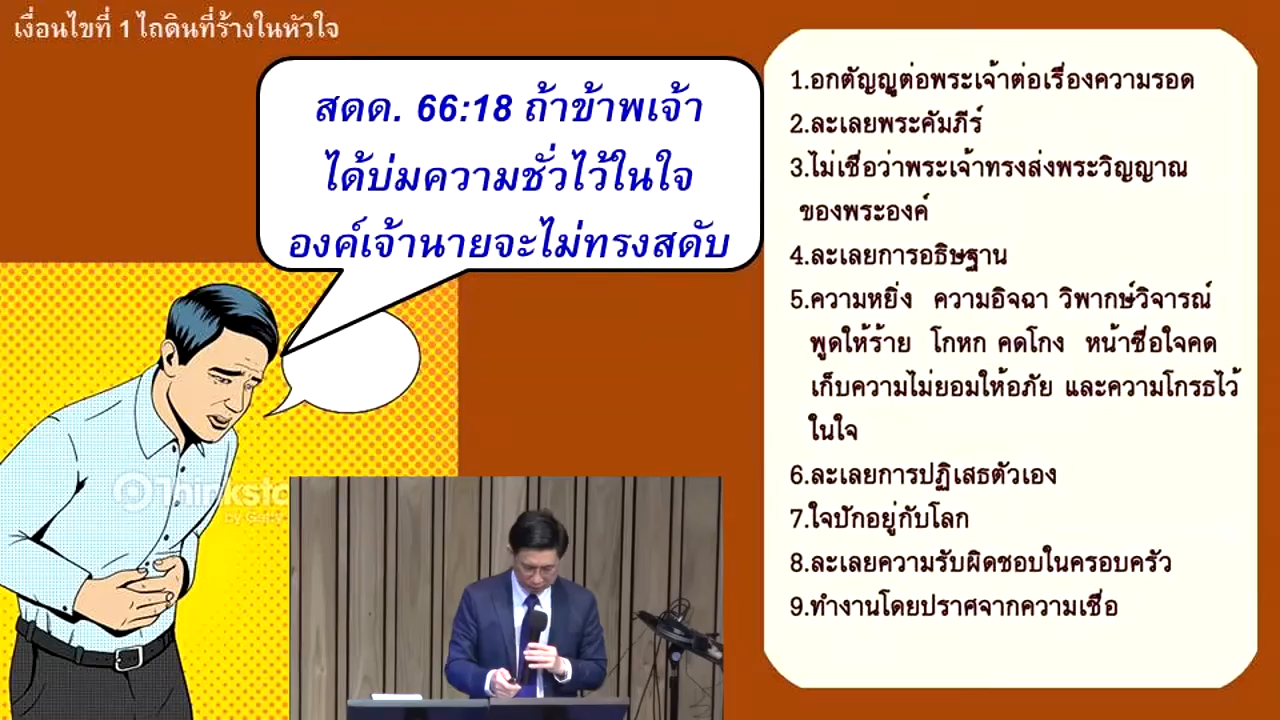 เงื่อนไขที่ 1 ไถดินที่ร้างในหัวใจ
สดด. 66:18 ถ้าข้าพเจ้า
ได้บ่มความชั่วไว้ในใจ
องค์เจ้านายจะไม่ทรงสดับ
1.อกตัญญูต่อพระเจ้าต่อเรื่องความรอด
2.ละเลยพระคัมภีร์
3.ไม่เชื่อว่าพระเจ้าทรงส่งพระวิญญาณ
ของพระองค์
4.ละเลยการอธิษฐาน
5.ความหยิ่ง ความอิจฉา วิพากษ์วิจารณ์
พูดให้ร้าย โกหก คดโกง หน้าซื่อใจคด
เก็บความไม่ยอมให้อภัย และความโกรธไว้
ในใจ
6.ละเลยการปฏิเสธตัวเอง
7.ใจปักอยู่กับโลก
8.ละเลยความรับผิดชอบในครอบครัว
9.ทำงานโดยปราศจากความเชื่อ